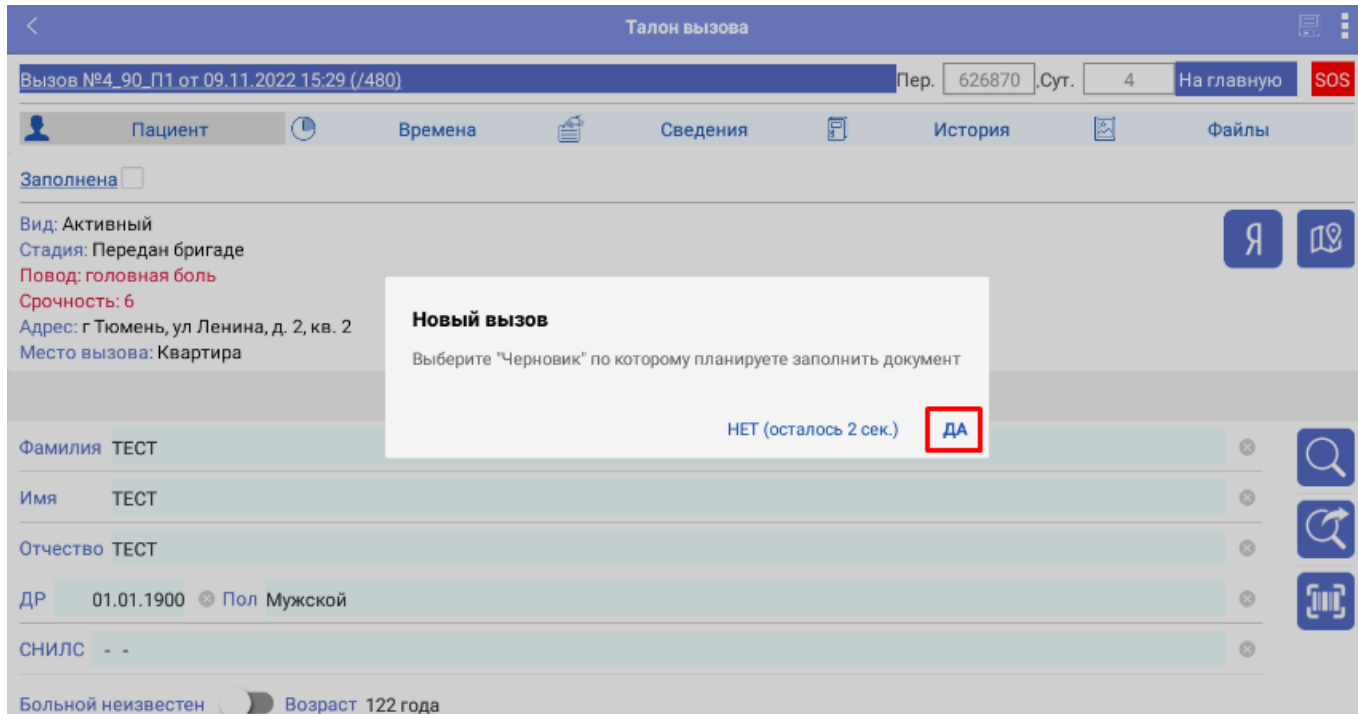 Талон вызова
Вызов №4_90_П1 от 09.11.2022 15:29 (/480) Пер. 626870 ,Сут. 4 На главную SOS
Пациент Времена Сведения История Файлы
Заполнена
Вид: Активный
Стадия: Передан бригаде
Повод: головная боль
Срочность: 6
Адрес: г Тюмень, ул Ленина, д. 2, кв. 2
Место вызова: Квартира
Я
Новый вызов
Выберите "Черновик" по которому планируете заполнить документ
НЕТ (осталось 2 сек.) ДА
Фамилия ТЕСТ
Имя ТЕСТ
Отчество ТЕСТ
ДР 01.01.1900 Пол Мужской
СНИЛС - -
Больной неизвестен Возраст 122 года